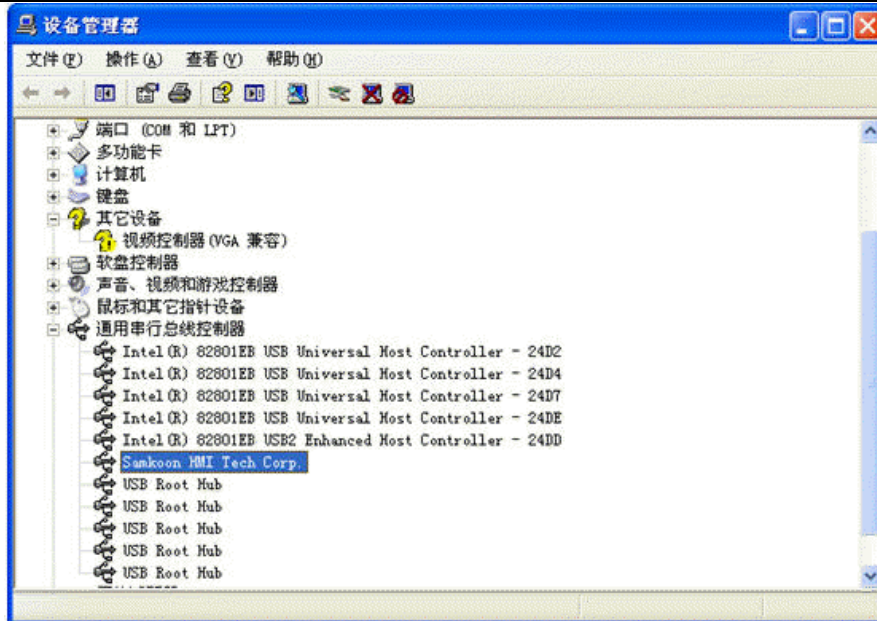 设备管理器
文件(F) 操作(A) 查看(V) 帮助(H)
端口 (COM 和 LPT)
多功能卡
计算机
键盘
其它设备
视频控制器(VGA 兼容)
软盘控制器
声音、视频和游戏控制器
鼠标和其它指针设备
通用串行总线控制器
Intel(R) 82801EB USB Universal Host Controller - 24D2
Intel(R) 82801EB USB Universal Host Controller - 24D4
Intel(R) 82801EB USB Universal Host Controller - 24D7
Intel(R) 82801EB USB Universal Host Controller - 24DE
Intel(R) 82801EB USB2 Enhanced Host Controller - 24DD
Samkoon HMI Tech Corp.
USB Root Hub
USB Root Hub
USB Root Hub
USB Root Hub
USB Root Hub